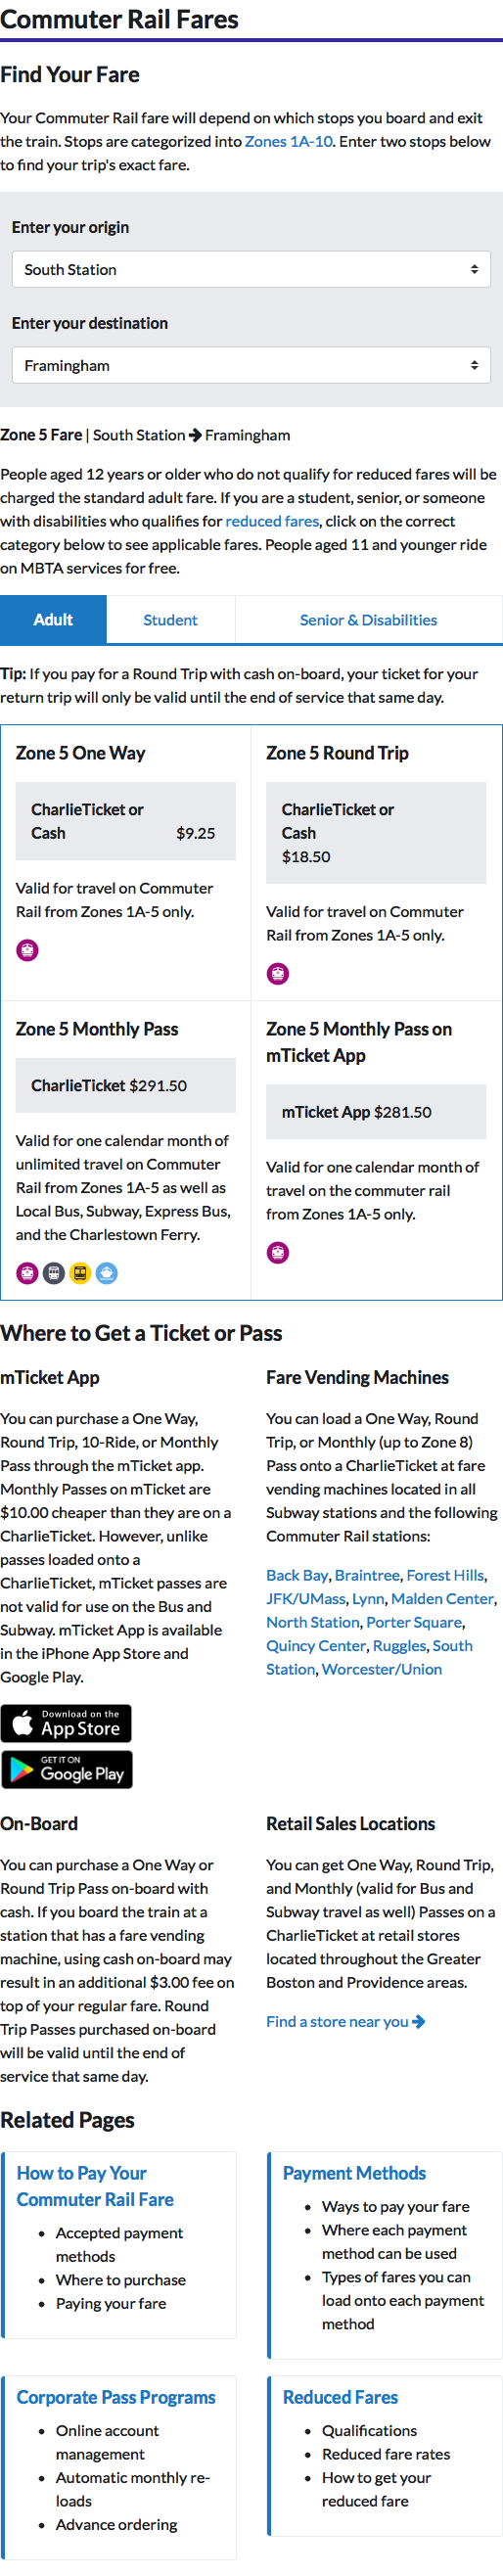 Commuter Rail Fares
Find Your Fare
Your Commuter Rail fare will depend on which stops you board and exit
the train. Stops are categorized into Zones 1A-10. Enter two stops below
to find your trip's exact fare.
Enter your origin
South Station
Enter your destination
Framingham
Zone 5 Fare | South Station → Framingham
People aged 12 years or older who do not qualify for reduced fares will be
charged the standard adult fare. If you are a student, senior, or someone
with disabilities who qualifies for reduced fares, click on the correct
category below to see applicable fares. People aged 11 and younger ride
on MBTA services for free.
Adult Student Senior & Disabilities
Tip: If you pay for a Round Trip with cash on-board, your ticket for your
return trip will only be valid until the end of service that same day.
Zone 5 One Way
CharlieTicket or
Cash $9.25
Valid for travel on Commuter
Rail from Zones 1A-5 only.
Zone 5 Round Trip
CharlieTicket or
Cash
$18.50
Valid for travel on Commuter
Rail from Zones 1A-5 only.
Zone 5 Monthly Pass
CharlieTicket $291.50
Valid for one calendar month of
unlimited travel on Commuter
Rail from Zones 1A-5 as well as
Local Bus, Subway, Express Bus,
and the Charlestown Ferry.
Zone 5 Monthly Pass on
mTicket App
mTicket App $281.50
Valid for one calendar month of
travel on the commuter rail
from Zones 1A-5 only.
Where to Get a Ticket or Pass
mTicket App
You can purchase a One Way,
Round Trip, 10-Ride, or Monthly
Pass through the mTicket app.
Monthly Passes on mTicket are
$10.00 cheaper than they are on a
CharlieTicket. However, unlike
passes loaded onto a
CharlieTicket, mTicket passes are
not valid for use on the Bus and
Subway. mTicket App is available
in the iPhone App Store and
Google Play.
Download on the
App Store
GET IT ON
Google Play
Fare Vending Machines
You can load a One Way, Round
Trip, or Monthly (up to Zone 8)
Pass onto a CharlieTicket at fare
vending machines located in all
Subway stations and the following
Commuter Rail stations:
Back Bay, Braintree, Forest Hills,
JFK/UMass, Lynn, Malden Center,
North Station, Porter Square,
Quincy Center, Ruggles, South
Station, Worcester/Union
On-Board
You can purchase a One Way or
Round Trip Pass on-board with
cash. If you board the train at a
station that has a fare vending
machine, using cash on-board may
result in an additional $3.00 fee on
top of your regular fare. Round
Trip Passes purchased on-board
will be valid until the end of
service that same day.
Retail Sales Locations
You can get One Way, Round Trip,
and Monthly (valid for Bus and
Subway travel as well) Passes on a
CharlieTicket at retail stores
located throughout the Greater
Boston and Providence areas.
Find a store near you →
Related Pages
How to Pay Your
Commuter Rail Fare
• Accepted payment
methods
• Where to purchase
• Paying your fare
Payment Methods
• Ways to pay your fare
• Where each payment
method can be used
• Types of fares you can
load onto each payment
method
Corporate Pass Programs
• Online account
management
• Automatic monthly re-
loads
• Advance ordering
Reduced Fares
• Qualifications
• Reduced fare rates
• How to get your
reduced fare